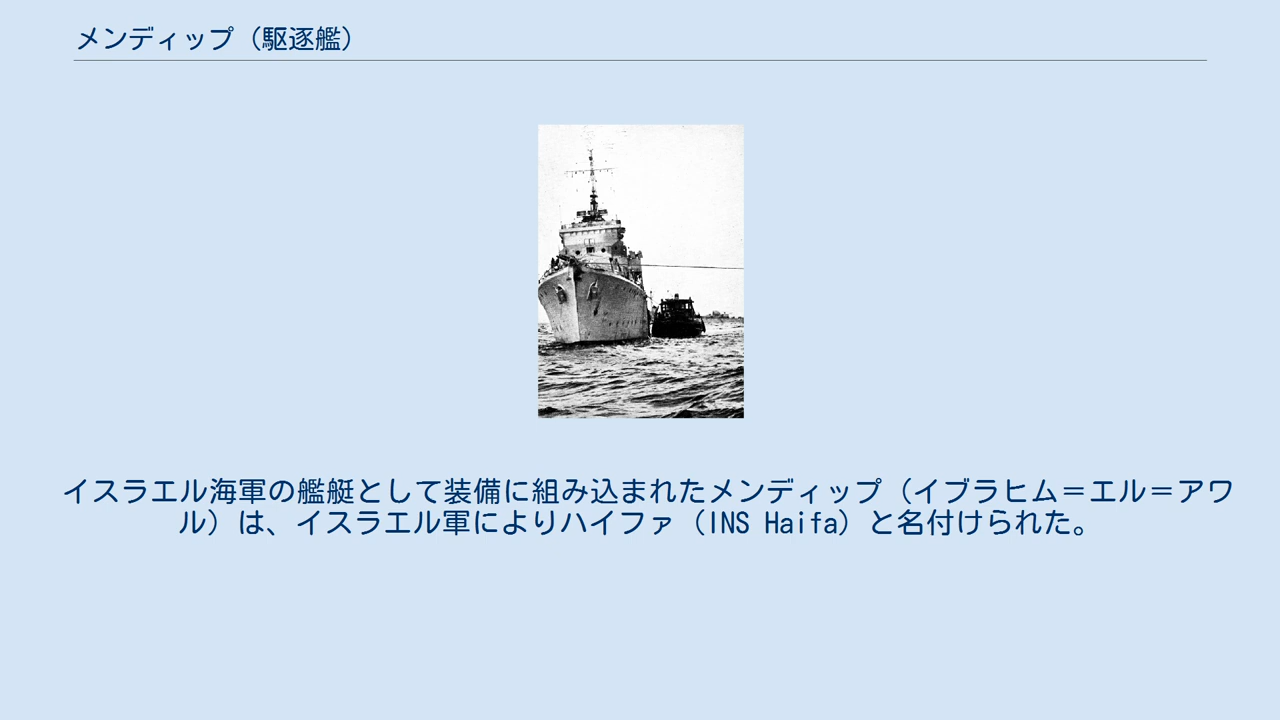 メンディップ（駆逐艦）
イスラエル海軍の艦艇として装備に組み込まれたメンディップ（イブラヒム＝エル＝アワ
ル）は、イスラエル軍によりハイファ（INS Haifa）と名付けられた。